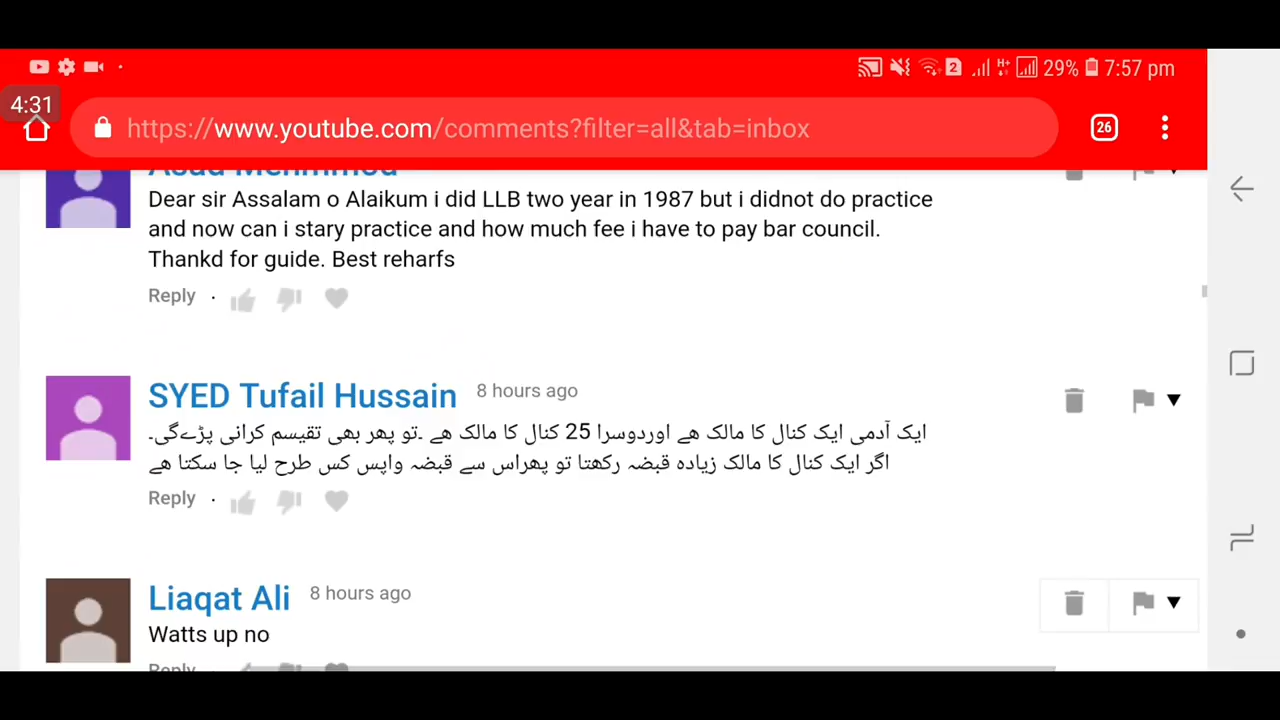 2 29% 7:57 pm
4:31
https://www.youtube.com/comments?filter=all&tab=inbox 26
Asad Mehmmod
Dear sir Assalam o Alaikum i did LLB two year in 1987 but i didnot do practice
and now can i stary practice and how much fee i have to pay bar council.
Thankd for guide. Best reharfs
Reply
SYED Tufail Hussain 8 hours ago
ایک آدمی ایک کنال کا مالک ھے اوردوسرا 25 کنال کا مالک ھے ۔تو پھر بھی تقیسم کرانی پڑےگی۔
اگر ایک کنال کا مالک زیادہ قبضہ رکھتا تو پھراس سے قبضہ واپس کس طرح لیا جا سکتا ھے
Reply
Liaqat Ali 8 hours ago
Watts up no
Reply